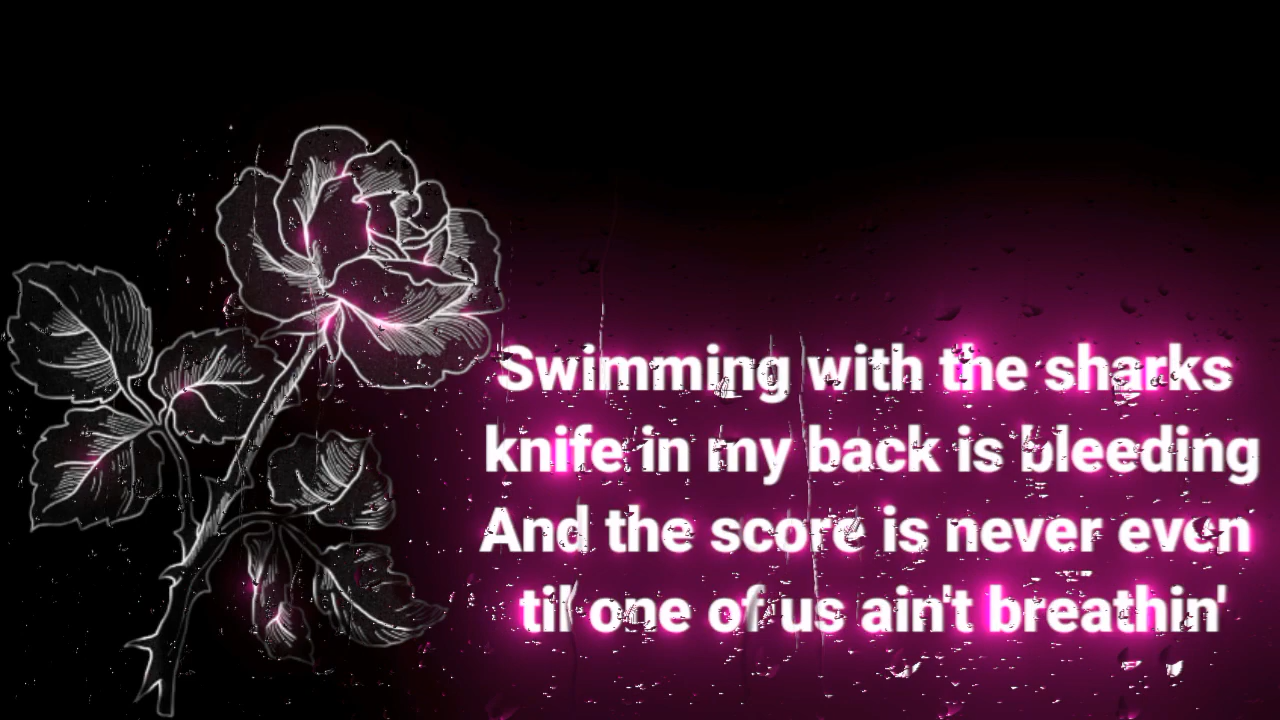 Swimming with the sharks
knife in my back is bleeding
And the score is never even
til one of us ain't breathin'